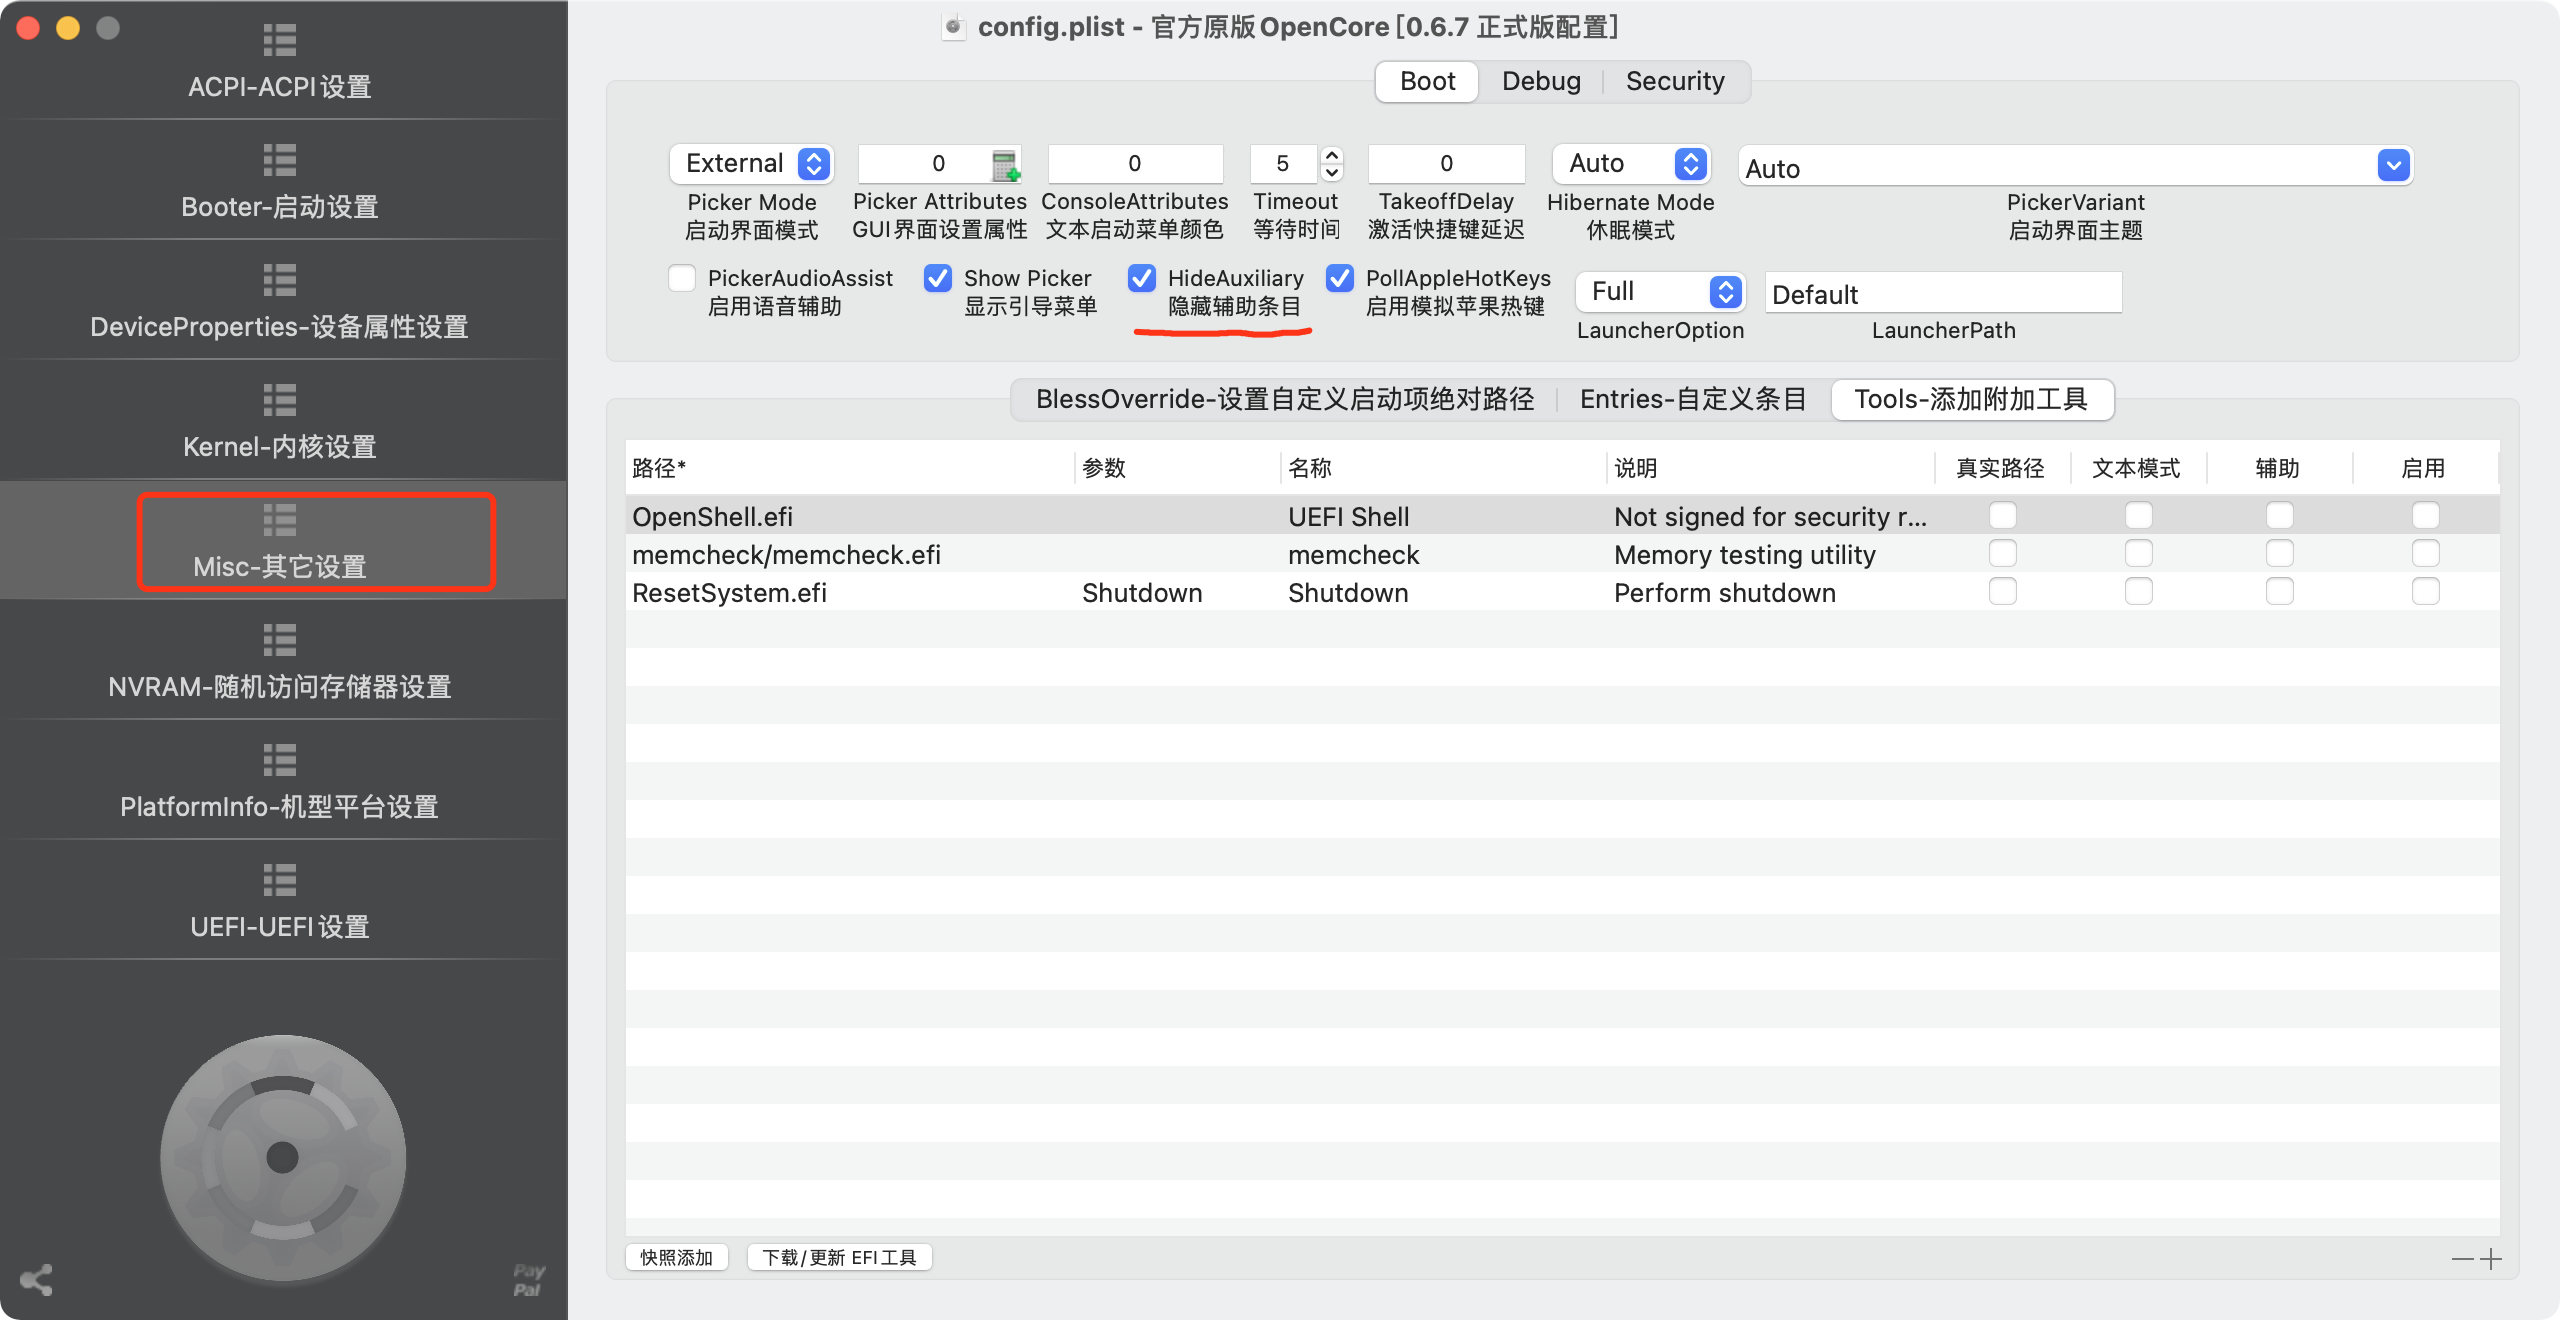 config.plist - 官方原版OpenCore [0.6.7 正式版配置]
ACPI-ACPI设置
Booter-启动设置
DeviceProperties-设备属性设置
Kernel-内核设置
Misc-其它设置
NVRAM-随机访问存储器设置
PlatformInfo-机型平台设置
UEFI-UEFI设置
Pay
Pal
Boot Debug Security
External 0 0 5 0 Auto Auto
Picker Mode Picker Attributes ConsoleAttributes Timeout TakeoffDelay Hibernate Mode PickerVariant
启动界面模式 GUI界面设置属性 文本启动菜单颜色 等待时间 激活快捷键延迟 休眠模式 启动界面主题
PickerAudioAssist Show Picker HideAuxiliary PollAppleHotKeys Full Default
启用语音辅助 显示引导菜单 隐藏辅助条目 启用模拟苹果热键
LauncherOption LauncherPath
BlessOverride-设置自定义启动项绝对路径 Entries-自定义条目 Tools-添加附加工具
路径* 参数 名称 说明 真实路径 文本模式 辅助 启用
OpenShell.efi UEFI Shell Not signed for security r...
memcheck/memcheck.efi memcheck Memory testing utility
ResetSystem.efi Shutdown Shutdown Perform shutdown
快照添加 下载/更新 EFI工具